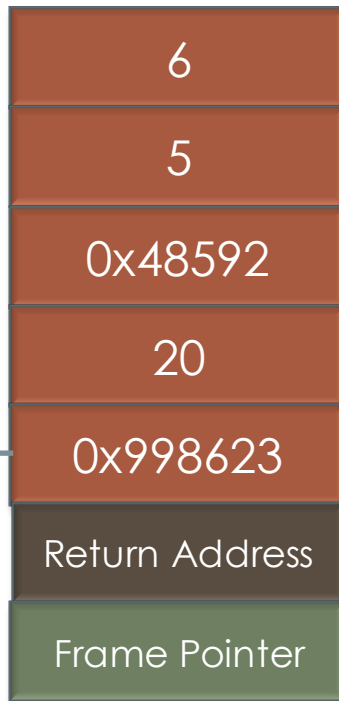 6
5
0x48592
20
0x998623
Return Address
Frame Pointer